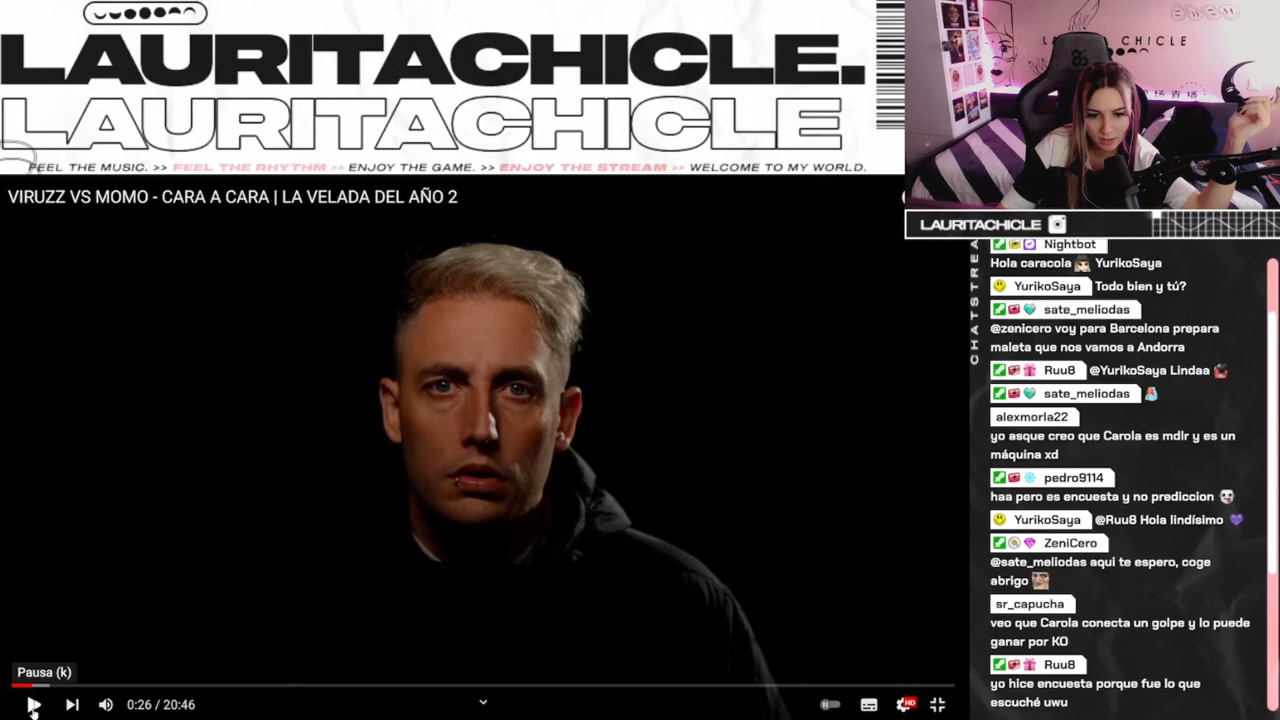 LAURITACHICLE.
LAURITACHICLE
FEEL THE MUSIC. >> FEEL THE RHYTHM >> ENJOY THE GAME. >> ENJOY THE STREAM >> WELCOME TO MY WORLD.
VIRUZZ VS MOMO - CARA A CARA | LA VELADA DEL AÑO 2
LAURITACHICLE
CHATSTREA
Nightbot
Hola caracola YurikoSaya
YurikoSaya Todo bien y tú?
sate_meliodas
@zenicero voy para Barcelona prepara
maleta que nos vamos a Andorra
Ruu8 @YurikoSaya Lindaa
sate_meliodas
alexmorla22
yo asque creo que Carola es mdlr y es un
máquina xd
pedro9114
haa pero es encuesta y no prediccion
YurikoSaya @Ruu8 Hola lindísimo
ZeniCero
@sate_meliodas aqui te espero, coge
abrigo
sr_capucha
veo que Carola conecta un golpe y lo puede
ganar por KO
Ruu8
yo hice encuesta porque fue lo que
escuché uwu
Pausa (k)
0:26 / 20:46
HD